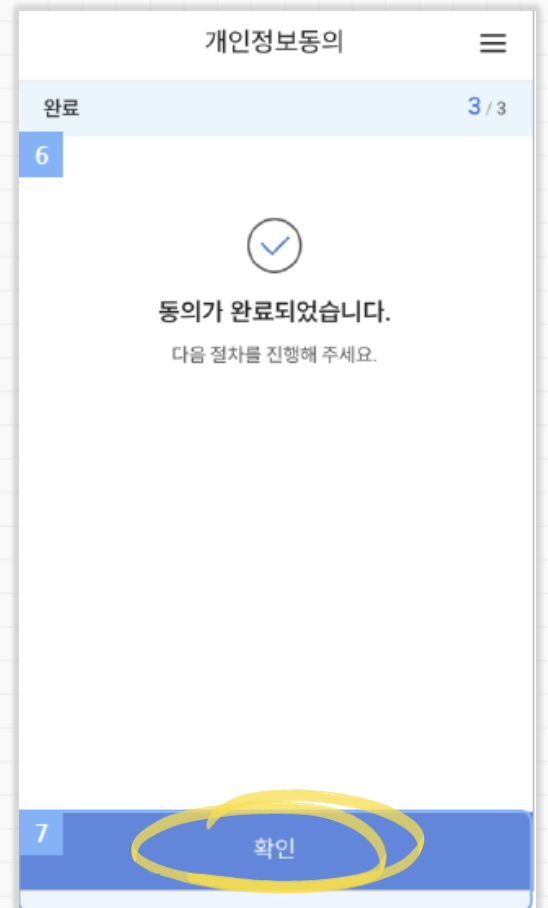 개인정보동의
완료 3 / 3
6
동의가 완료되었습니다.
다음 절차를 진행해 주세요.
7
확인